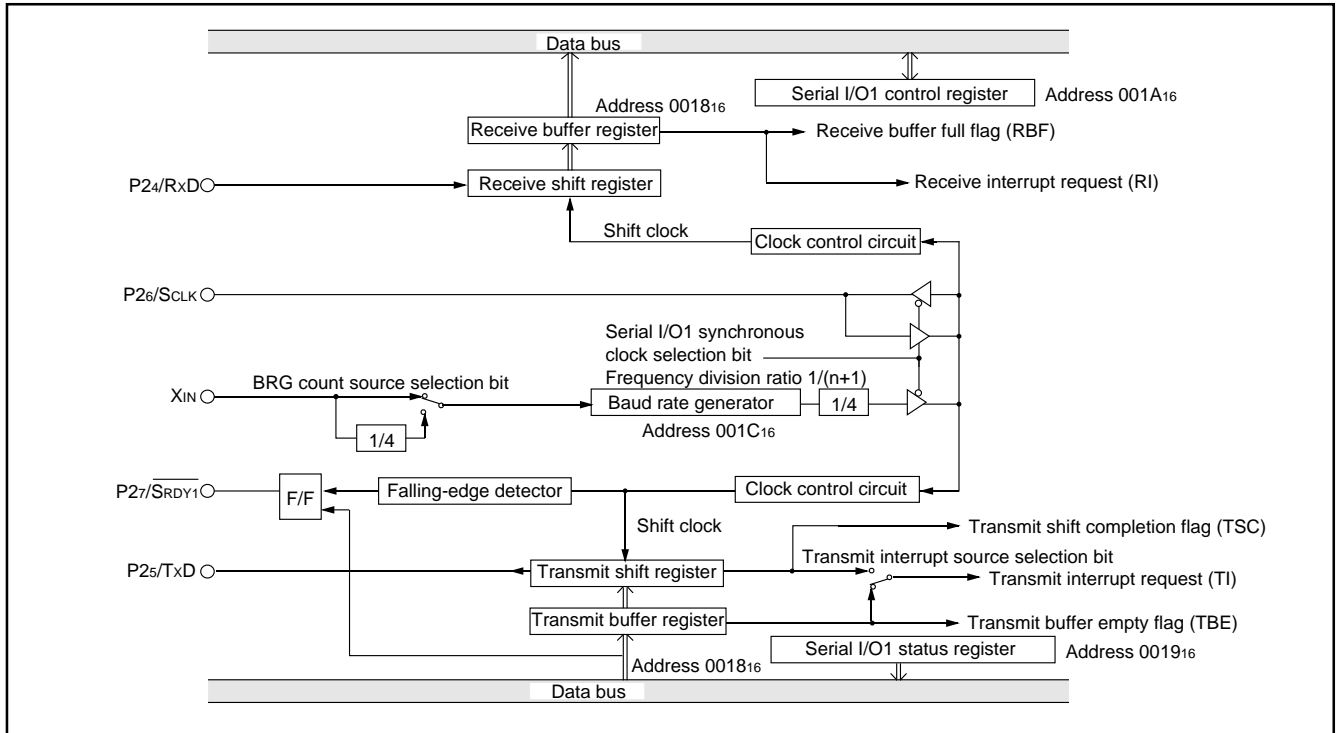 Data bus
Serial I/O1 control register Address 001A16
Address 001816
Receive buffer register Receive buffer full flag (RBF)
P24/RxD Receive shift register Receive interrupt request (RI)
Shift clock Clock control circuit
P26/SCLK
Serial I/O1 synchronous
clock selection bit
BRG count source selection bit Frequency division ratio 1/(n+1)
XIN Baud rate generator 1/4
1/4 Address 001C16
P27/SRDY1 F/F Falling-edge detector Clock control circuit
Shift clock Transmit shift completion flag (TSC)
Transmit interrupt source selection bit
P25/TxD Transmit shift register Transmit interrupt request (TI)
Transmit buffer register Transmit buffer empty flag (TBE)
Address 001816 Serial I/O1 status register Address 001916
Data bus